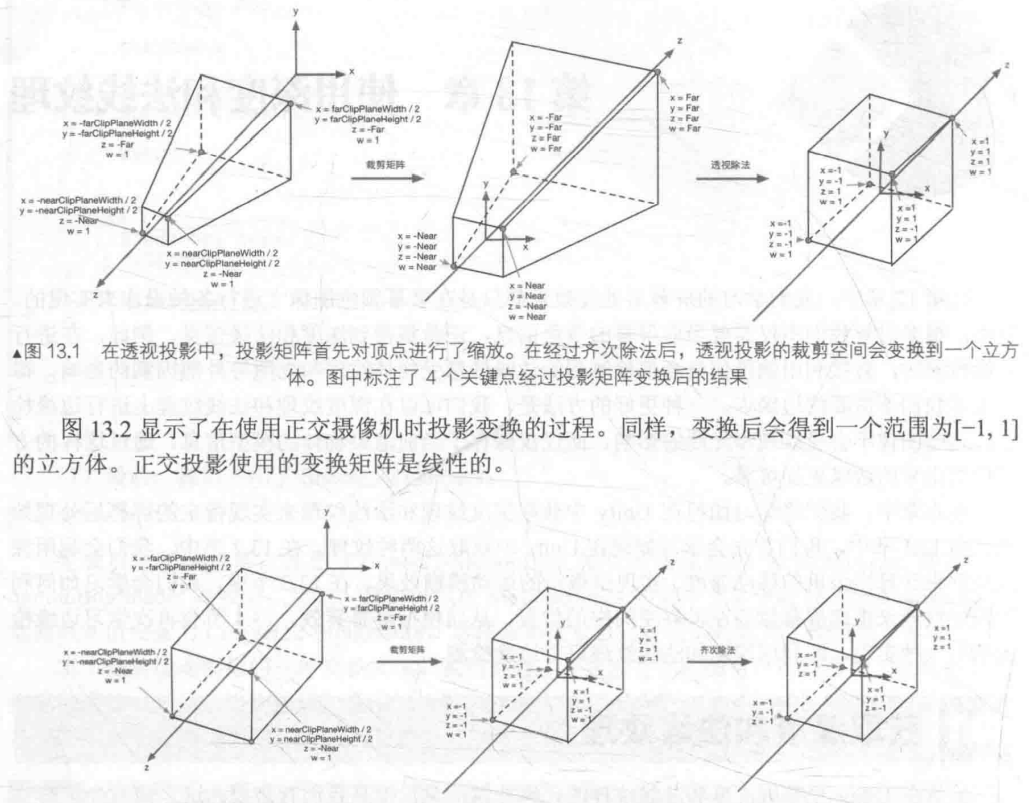 y
x
x = -farClipPlaneWidth / 2
y = -farClipPlaneHeight / 2
z = -Far
w = 1
x = farClipPlaneWidth / 2
y = farClipPlaneHeight / 2
z = -Far
w = 1
x = -nearClipPlaneWidth / 2
y = -nearClipPlaneHeight / 2
z = -Near
w = 1
x = nearClipPlaneWidth / 2
y = nearClipPlaneHeight / 2
z = -Near
w = 1
z
裁剪矩阵
z
x = Far
y = Far
z = Far
w = Far
x = -Far
y = -Far
z = Far
w = Far
y
x
x = -Near
y = -Near
z = -Near
w = Near
x = Near
y = Near
z = -Near
w = Near
透视除法
z
x =1
y = 1
z = 1
w = 1
x =-1
y = -1
z = 1
y
x
x =-1
y = -1
z = -1
w = 1
x =1
y = 1
z = -1
w = 1
▲图 13.1 在透视投影中，投影矩阵首先对顶点进行了缩放。在经过齐次除法后，透视投影的裁剪空间会变换到一个立方
体。图中标注了 4 个关键点经过投影矩阵变换后的结果
图 13.2 显示了在使用正交摄像机时投影变换的过程。同样，变换后会得到一个范围为[−1, 1]
的立方体。正交投影使用的变换矩阵是线性的。
y
x
x = -farClipPlaneWidth / 2
y = -farClipPlaneHeight / 2
z = -Far
w = 1
x = farClipPlaneWidth / 2
y = farClipPlaneHeight / 2
z = -Far
w = 1
x = -nearClipPlaneWidth / 2
y = -nearClipPlaneHeight / 2
z = -Near
w = 1
x = nearClipPlaneWidth / 2
y = nearClipPlaneHeight / 2
z = -Near
w = 1
z
裁剪矩阵
z
x=1
y = 1
z = 1
w = 1
x =-1
y = -1
z = 1
w = 1
x
x =-1
y = -1
z = -1
w = 1
x=1
y = 1
z = -1
w = 1
齐次除法
z
x=1
y = 1
z = 1
x =-1
y = -1
z = 1
x
x =-1
y = -1
z = -1
x=1
y = 1
z = -1